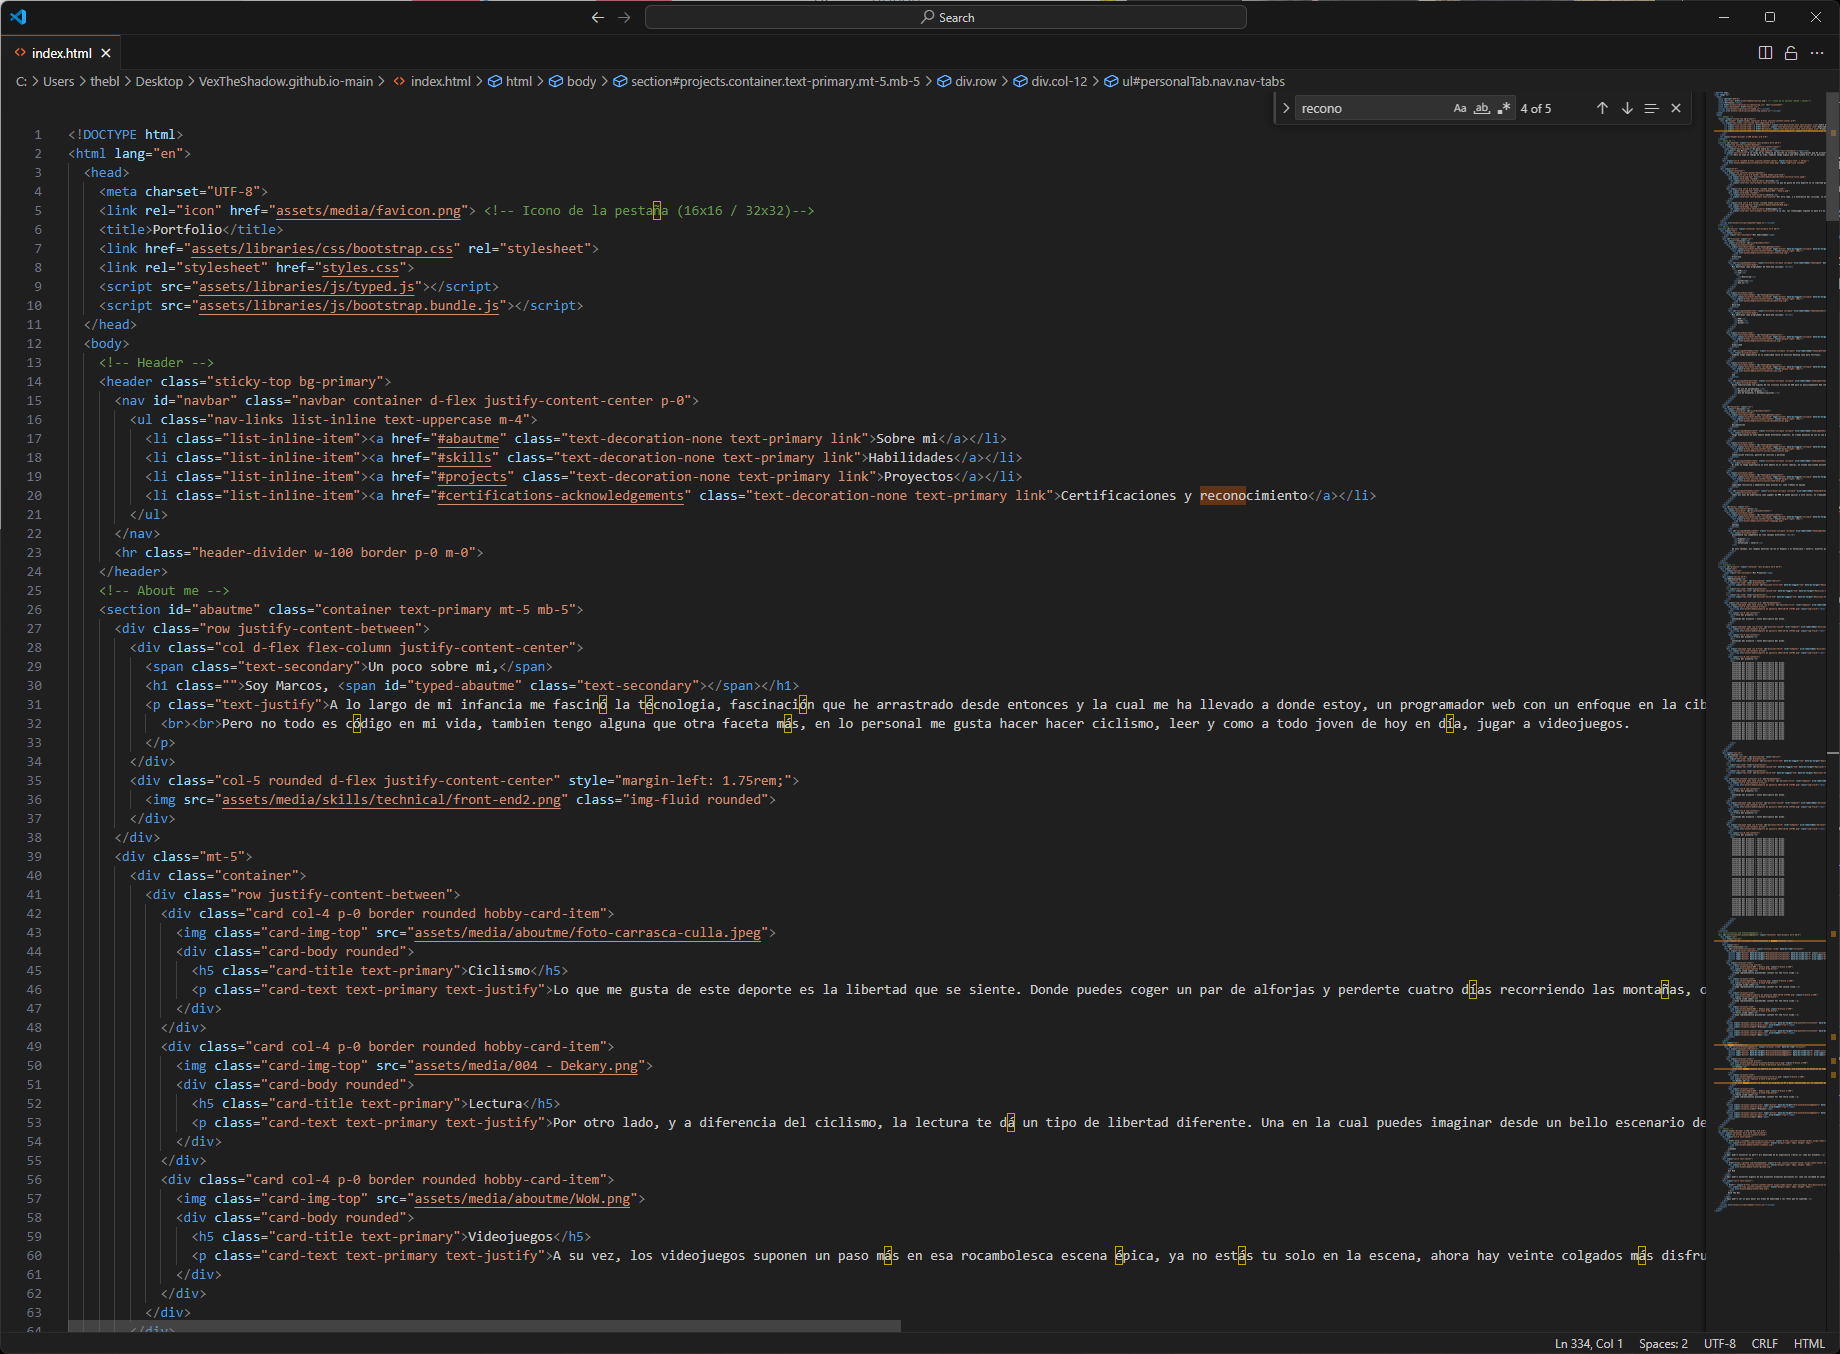 Search
index.html
C: > Users > thebl > Desktop > VexTheShadow.github.io-main > index.html > html > body > section#projects.container.text-primary.mt-5.mb-5 > div.row > div.col-12 > ul#personalTab.nav.nav-tabs
recono Aa ab .* 4 of 5
1 <!DOCTYPE html>
2 <html lang="en">
3 <head>
4 <meta charset="UTF-8">
5 <link rel="icon" href="assets/media/favicon.png"> <!-- Icono de la pestaña (16x16 / 32x32)-->
6 <title>Portfolio</title>
7 <link href="assets/libraries/css/bootstrap.css" rel="stylesheet">
8 <link rel="stylesheet" href="styles.css">
9 <script src="assets/libraries/js/typed.js"></script>
10 <script src="assets/libraries/js/bootstrap.bundle.js"></script>
11 </head>
12 <body>
13 <!-- Header -->
14 <header class="sticky-top bg-primary">
15 <nav id="navbar" class="navbar container d-flex justify-content-center p-0">
16 <ul class="nav-links list-inline text-uppercase m-4">
17 <li class="list-inline-item"><a href="#abautme" class="text-decoration-none text-primary link">Sobre mi</a></li>
18 <li class="list-inline-item"><a href="#skills" class="text-decoration-none text-primary link">Habilidades</a></li>
19 <li class="list-inline-item"><a href="#projects" class="text-decoration-none text-primary link">Proyectos</a></li>
20 <li class="list-inline-item"><a href="#certifications-acknowledgements" class="text-decoration-none text-primary link">Certificaciones y reconocimiento</a></li>
21 </ul>
22 </nav>
23 <hr class="header-divider w-100 border p-0 m-0">
24 </header>
25 <!-- About me -->
26 <section id="abautme" class="container text-primary mt-5 mb-5">
27 <div class="row justify-content-between">
28 <div class="col d-flex flex-column justify-content-center">
29 <span class="text-secondary">Un poco sobre mi,</span>
30 <h1 class="">Soy Marcos, <span id="typed-abautme" class="text-secondary"></span></h1>
31 <p class="text-justify">A lo largo de mi infancia me fascinó la técnologia, fascinación que he arrastrado desde entonces y la cual me ha llevado a donde estoy, un programador web con un enfoque en la cib
32 <br><br>Pero no todo es código en mi vida, tambien tengo alguna que otra faceta más, en lo personal me gusta hacer hacer ciclismo, leer y como a todo joven de hoy en día, jugar a videojuegos.
33 </p>
34 </div>
35 <div class="col-5 rounded d-flex justify-content-center" style="margin-left: 1.75rem;">
36 <img src="assets/media/skills/technical/front-end2.png" class="img-fluid rounded">
37 </div>
38 </div>
39 <div class="mt-5">
40 <div class="container">
41 <div class="row justify-content-between">
42 <div class="card col-4 p-0 border rounded hobby-card-item">
43 <img class="card-img-top" src="assets/media/aboutme/foto-carrasca-culla.jpeg">
44 <div class="card-body rounded">
45 <h5 class="card-title text-primary">Ciclismo</h5>
46 <p class="card-text text-primary text-justify">Lo que me gusta de este deporte es la libertad que se siente. Donde puedes coger un par de alforjas y perderte cuatro días recorriendo las montañas, o
47 </div>
48 </div>
49 <div class="card col-4 p-0 border rounded hobby-card-item">
50 <img class="card-img-top" src="assets/media/004 - Dekary.png">
51 <div class="card-body rounded">
52 <h5 class="card-title text-primary">Lectura</h5>
53 <p class="card-text text-primary text-justify">Por otro lado, y a diferencia del ciclismo, la lectura te dá un tipo de libertad diferente. Una en la cual puedes imaginar desde un bello escenario de
54 </div>
55 </div>
56 <div class="card col-4 p-0 border rounded hobby-card-item">
57 <img class="card-img-top" src="assets/media/aboutme/WoW.png">
58 <div class="card-body rounded">
59 <h5 class="card-title text-primary">Videojuegos</h5>
60 <p class="card-text text-primary text-justify">A su vez, los videojuegos suponen un paso más en esa rocambolesca escena épica, ya no estás tu solo en la escena, ahora hay veinte colgados más disfru
61 </div>
62 </div>
63 </div>
64 </div>
Ln 334, Col 1 Spaces: 2 UTF-8 CRLF HTML